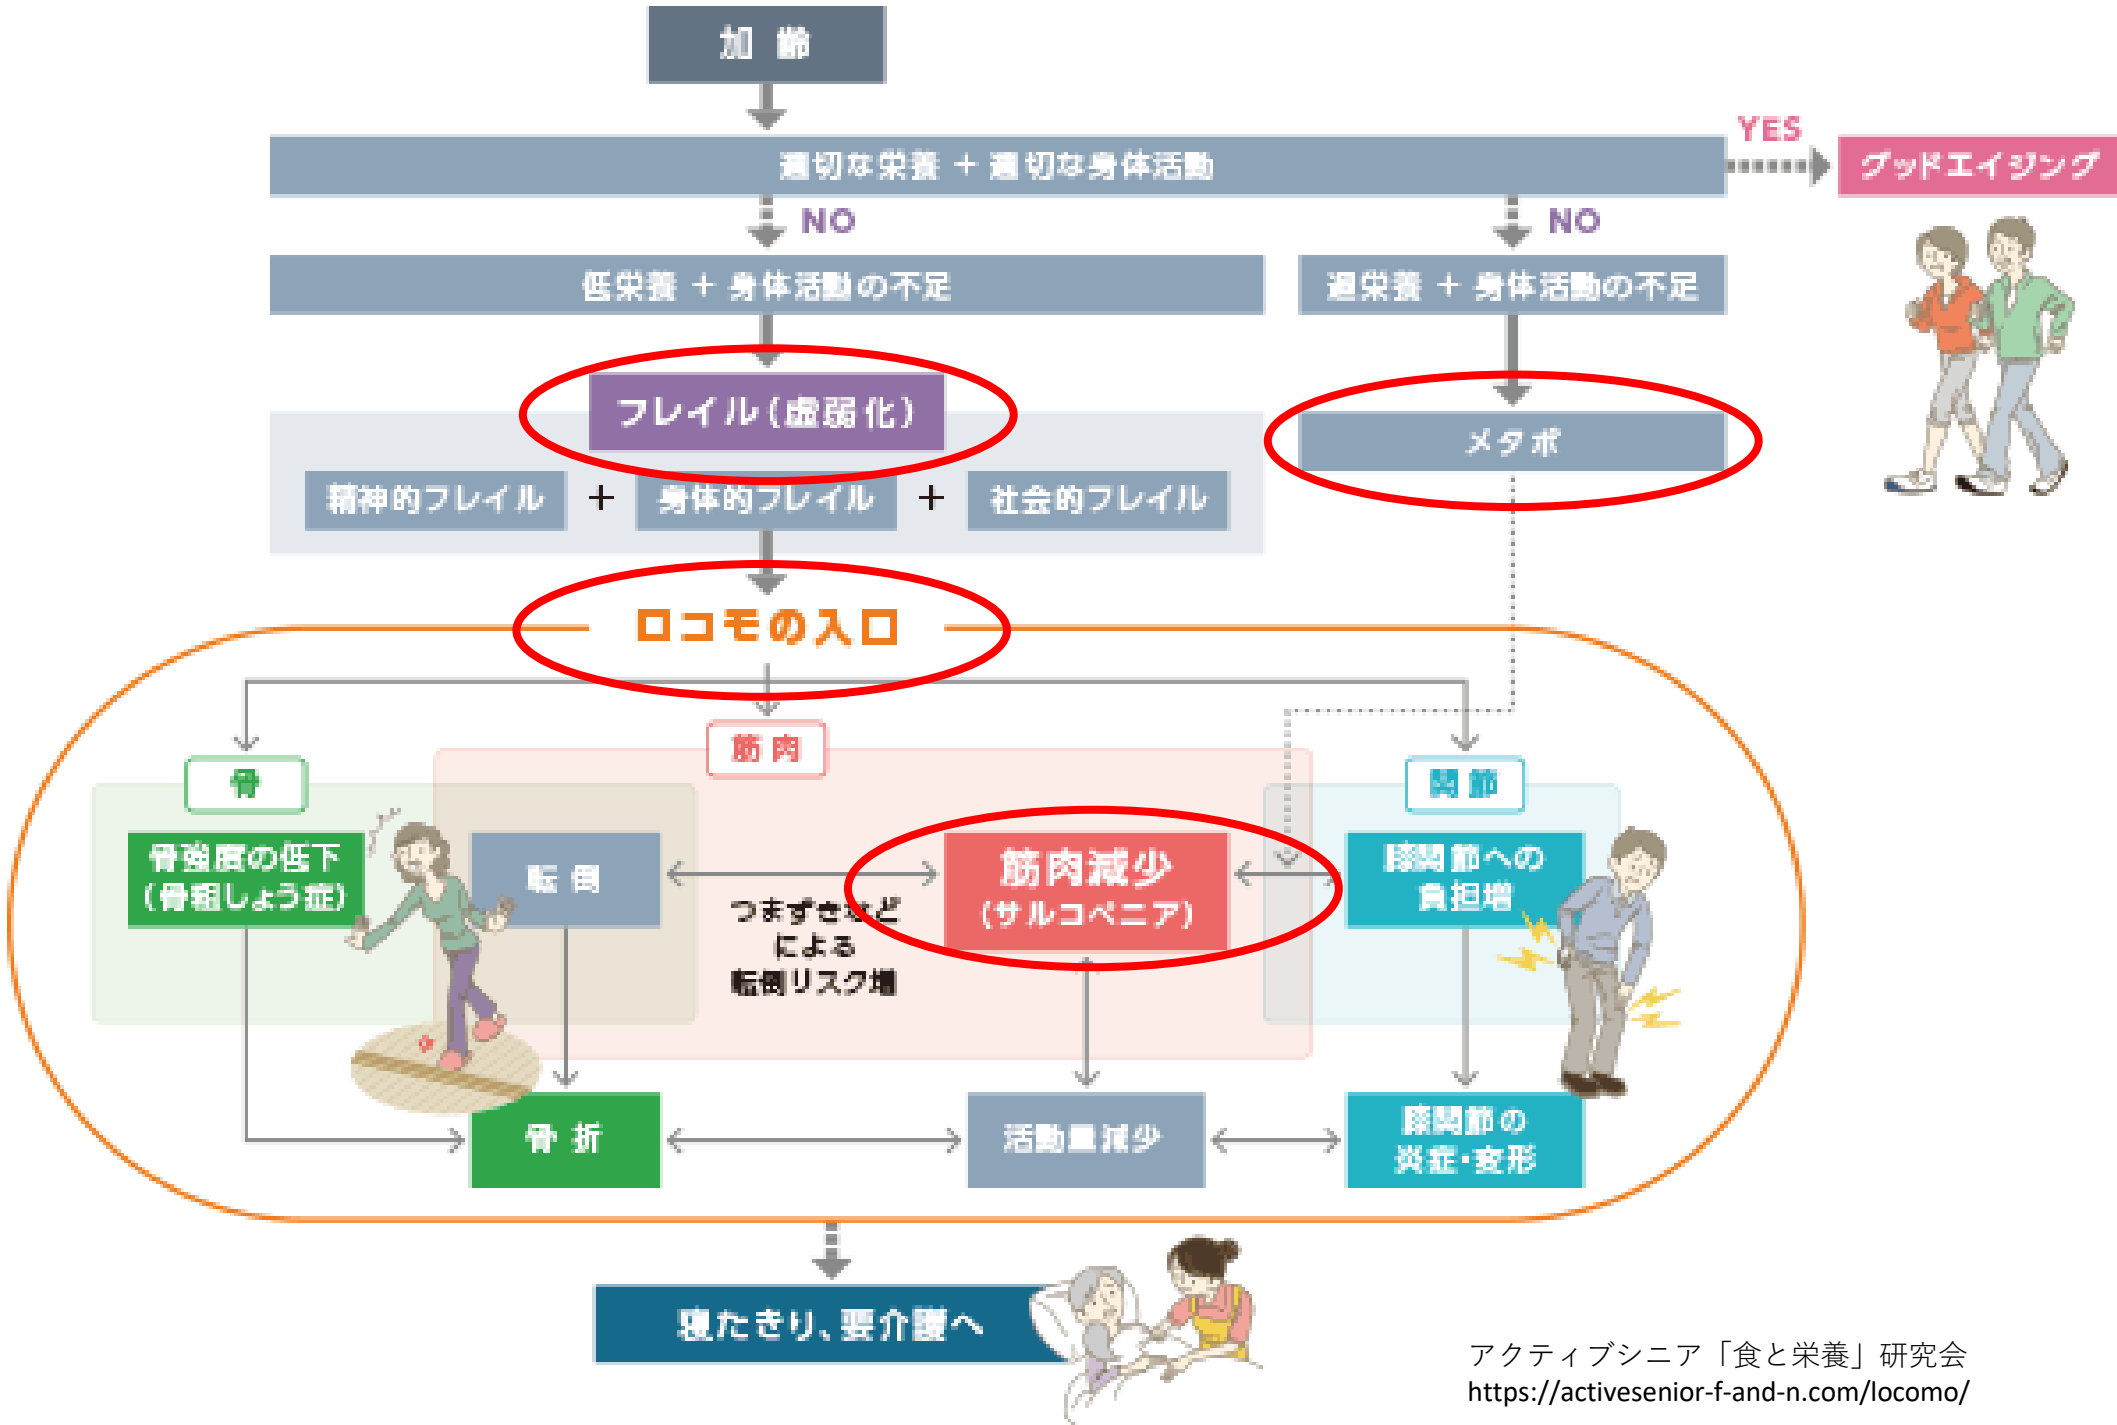 加齢
適切な栄養 + 適切な身体活動
YES
グッドエイジング
NO
NO
低栄養 + 身体活動の不足
過栄養 + 身体活動の不足
フレイル(虚弱化)
メタボ
精神的フレイル + 身体的フレイル + 社会的フレイル
ロコモの入口
筋肉
骨
関節
骨強度の低下
(骨粗しょう症)
転倒
つまずきなど
による
転倒リスク増
筋肉減少
(サルコペニア)
膝関節への
負担増
骨折
活動量減少
膝関節の
炎症・変形
寝たきり、要介護へ
アクティブシニア「食と栄養」研究会
https://activesenior-f-and-n.com/locomo/